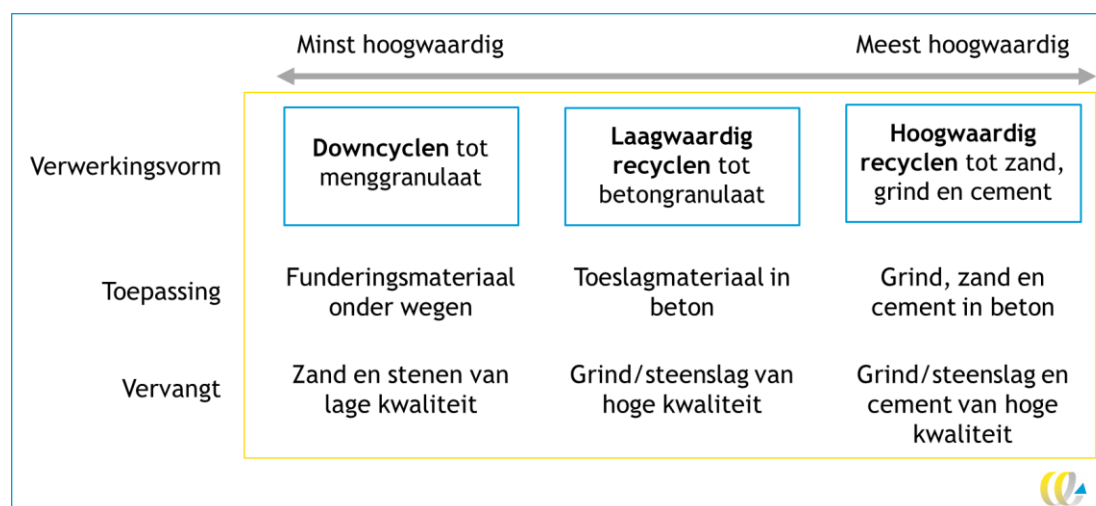 Minst hoogwaardig
Meest hoogwaardig
Verwerkingsvorm
Downcyclen tot
menggranulaat
Laagwaardig
recyclen tot
betongranulaat
Hoogwaardig
recyclen tot zand,
grind en cement
Toepassing
Funderingsmateriaal
onder wegen
Toeslagmateriaal in
beton
Grind, zand en
cement in beton
Vervangt
Zand en stenen van
lage kwaliteit
Grind/steenslag van
hoge kwaliteit
Grind/steenslag en
cement van hoge
kwaliteit